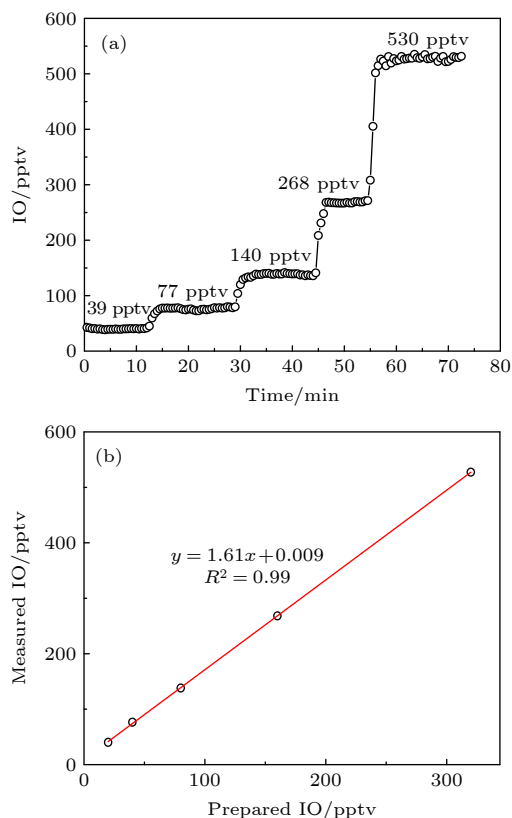 (a)
600
500
400
300
200
100
0
IO/pptv
39 pptv
77 pptv
140 pptv
268 pptv
530 pptv
0 10 20 30 40 50 60 70 80
Time/min
(b)
600
400
200
0
Measured IO/pptv
y = 1.61x+0.009
R² = 0.99
0 100 200 300
Prepared IO/pptv